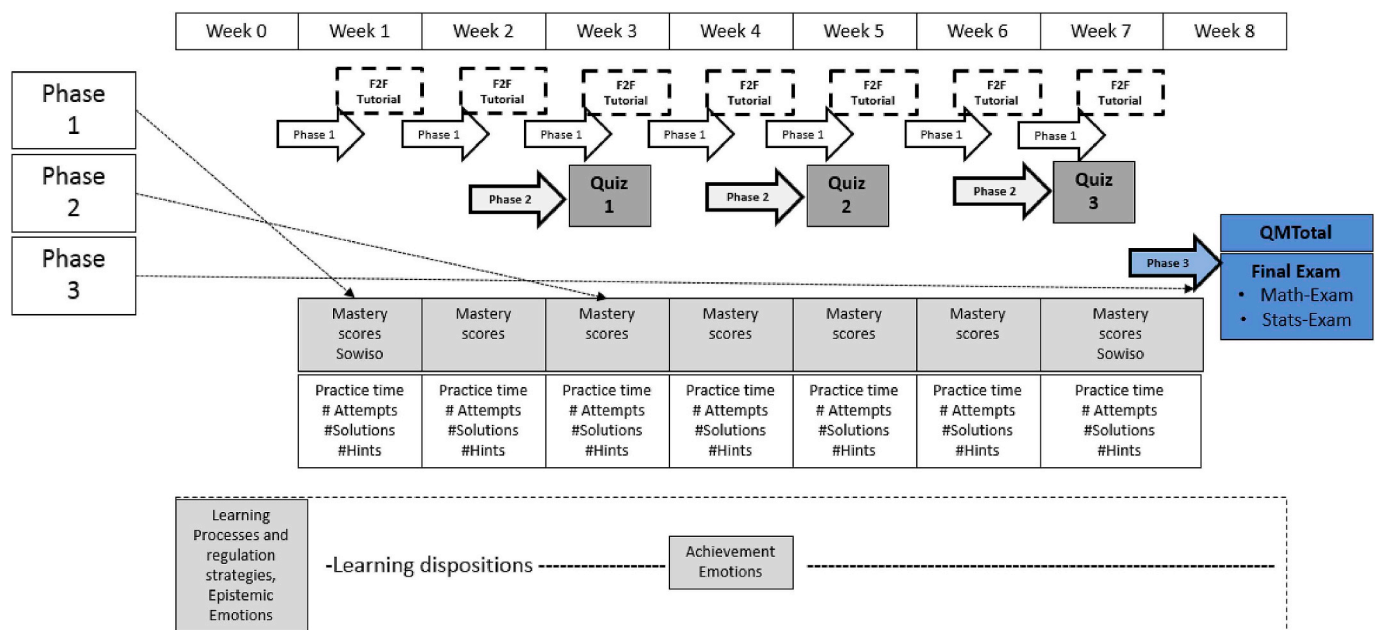 Week 0
Week 1
Week 2
Week 3
Week 4
Week 5
Week 6
Week 7
Week 8
Phase
1
Phase
2
Phase
3
F2F
Tutorial
F2F
Tutorial
F2F
Tutorial
F2F
Tutorial
F2F
Tutorial
F2F
Tutorial
F2F
Tutorial
Phase 1
Phase 1
Phase 1
Phase 1
Phase 1
Phase 1
Phase 1
Phase 2
Quiz
1
Phase 2
Quiz
2
Phase 2
Quiz
3
Phase 3
QMTotal
Final Exam
• Math-Exam
• Stats-Exam
Mastery
scores
Sowiso
Mastery
scores
Mastery
scores
Mastery
scores
Mastery
scores
Mastery
scores
Mastery
scores
Sowiso
Practice time
# Attempts
#Solutions
#Hints
Practice time
# Attempts
#Solutions
#Hints
Practice time
# Attempts
#Solutions
#Hints
Practice time
# Attempts
#Solutions
#Hints
Practice time
# Attempts
#Solutions
#Hints
Practice time
# Attempts
#Solutions
#Hints
Practice time
# Attempts
#Solutions
#Hints
Learning
Processes and
regulation
strategies,
Epistemic
Emotions
-Learning dispositions
Achievement
Emotions